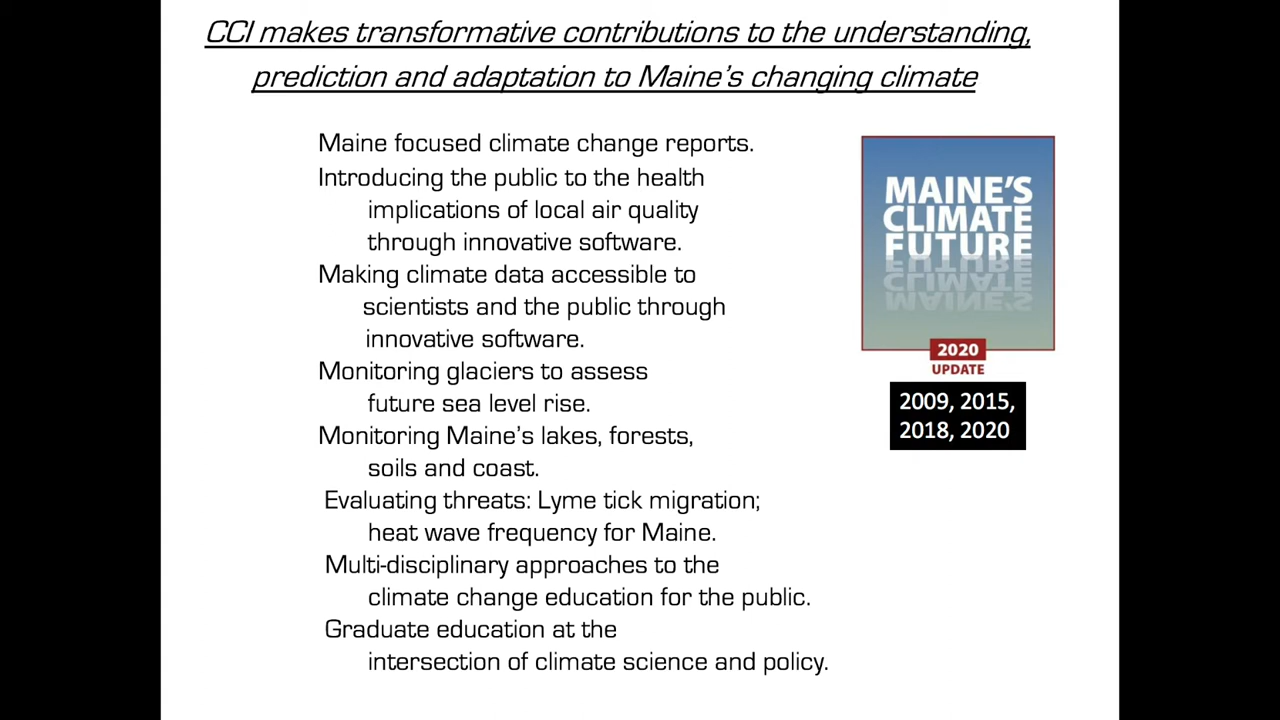 CCI makes transformative contributions to the understanding,
prediction and adaptation to Maine's changing climate
Maine focused climate change reports.
Introducing the public to the health
implications of local air quality
through innovative software.
Making climate data accessible to
scientists and the public through
innovative software.
Monitoring glaciers to assess
future sea level rise.
Monitoring Maine's lakes, forests,
soils and coast.
Evaluating threats: Lyme tick migration;
heat wave frequency for Maine.
Multi-disciplinary approaches to the
climate change education for the public.
Graduate education at the
intersection of climate science and policy.
MAINE'S
CLIMATE
FUTURE
FUTURE
CLIMATE
MAINE'S
2020
UPDATE
2009, 2015,
2018, 2020